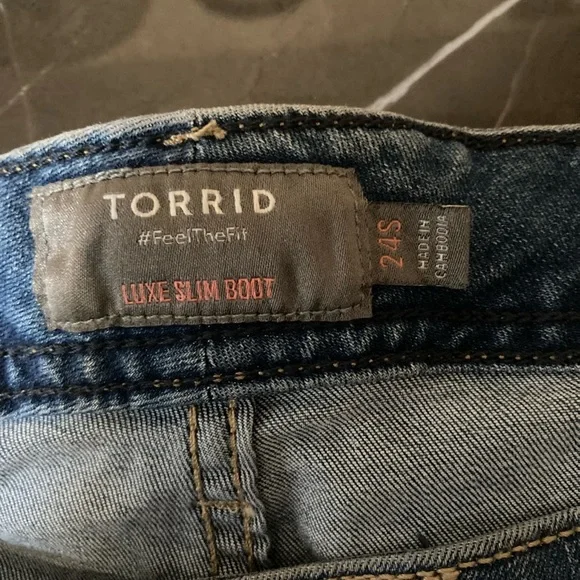 TORRID
#FeelTheFit
LUXE SLIM BOOT
24S
MADE IN
CAMBODIA